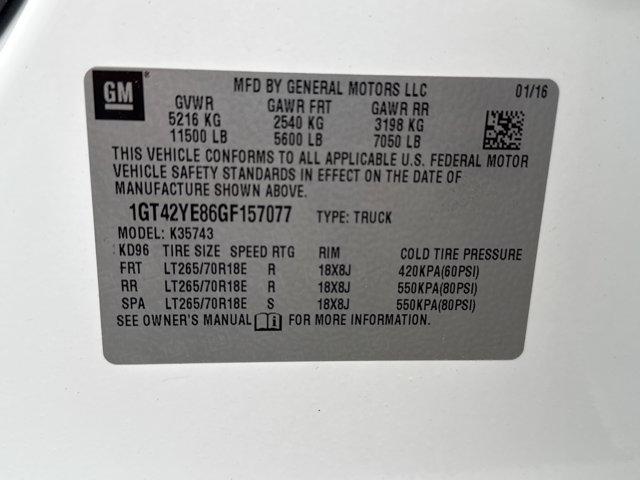 GM
MFD BY GENERAL MOTORS LLC 01/16
GVWR GAWR FRT GAWR RR
5216 KG 2540 KG 3198 KG
11500 LB 5600 LB 7050 LB
THIS VEHICLE CONFORMS TO ALL APPLICABLE U.S. FEDERAL MOTOR
VEHICLE SAFETY STANDARDS IN EFFECT ON THE DATE OF
MANUFACTURE SHOWN ABOVE.
1GT42YE86GF157077 TYPE: TRUCK
MODEL: K35743
KD96 TIRE SIZE SPEED RTG RIM COLD TIRE PRESSURE
FRT LT265/70R18E R 18X8J 420KPA(60PSI)
RR LT265/70R18E R 18X8J 550KPA(80PSI)
SPA LT265/70R18E S 18X8J 550KPA(80PSI)
SEE OWNER'S MANUAL FOR MORE INFORMATION.